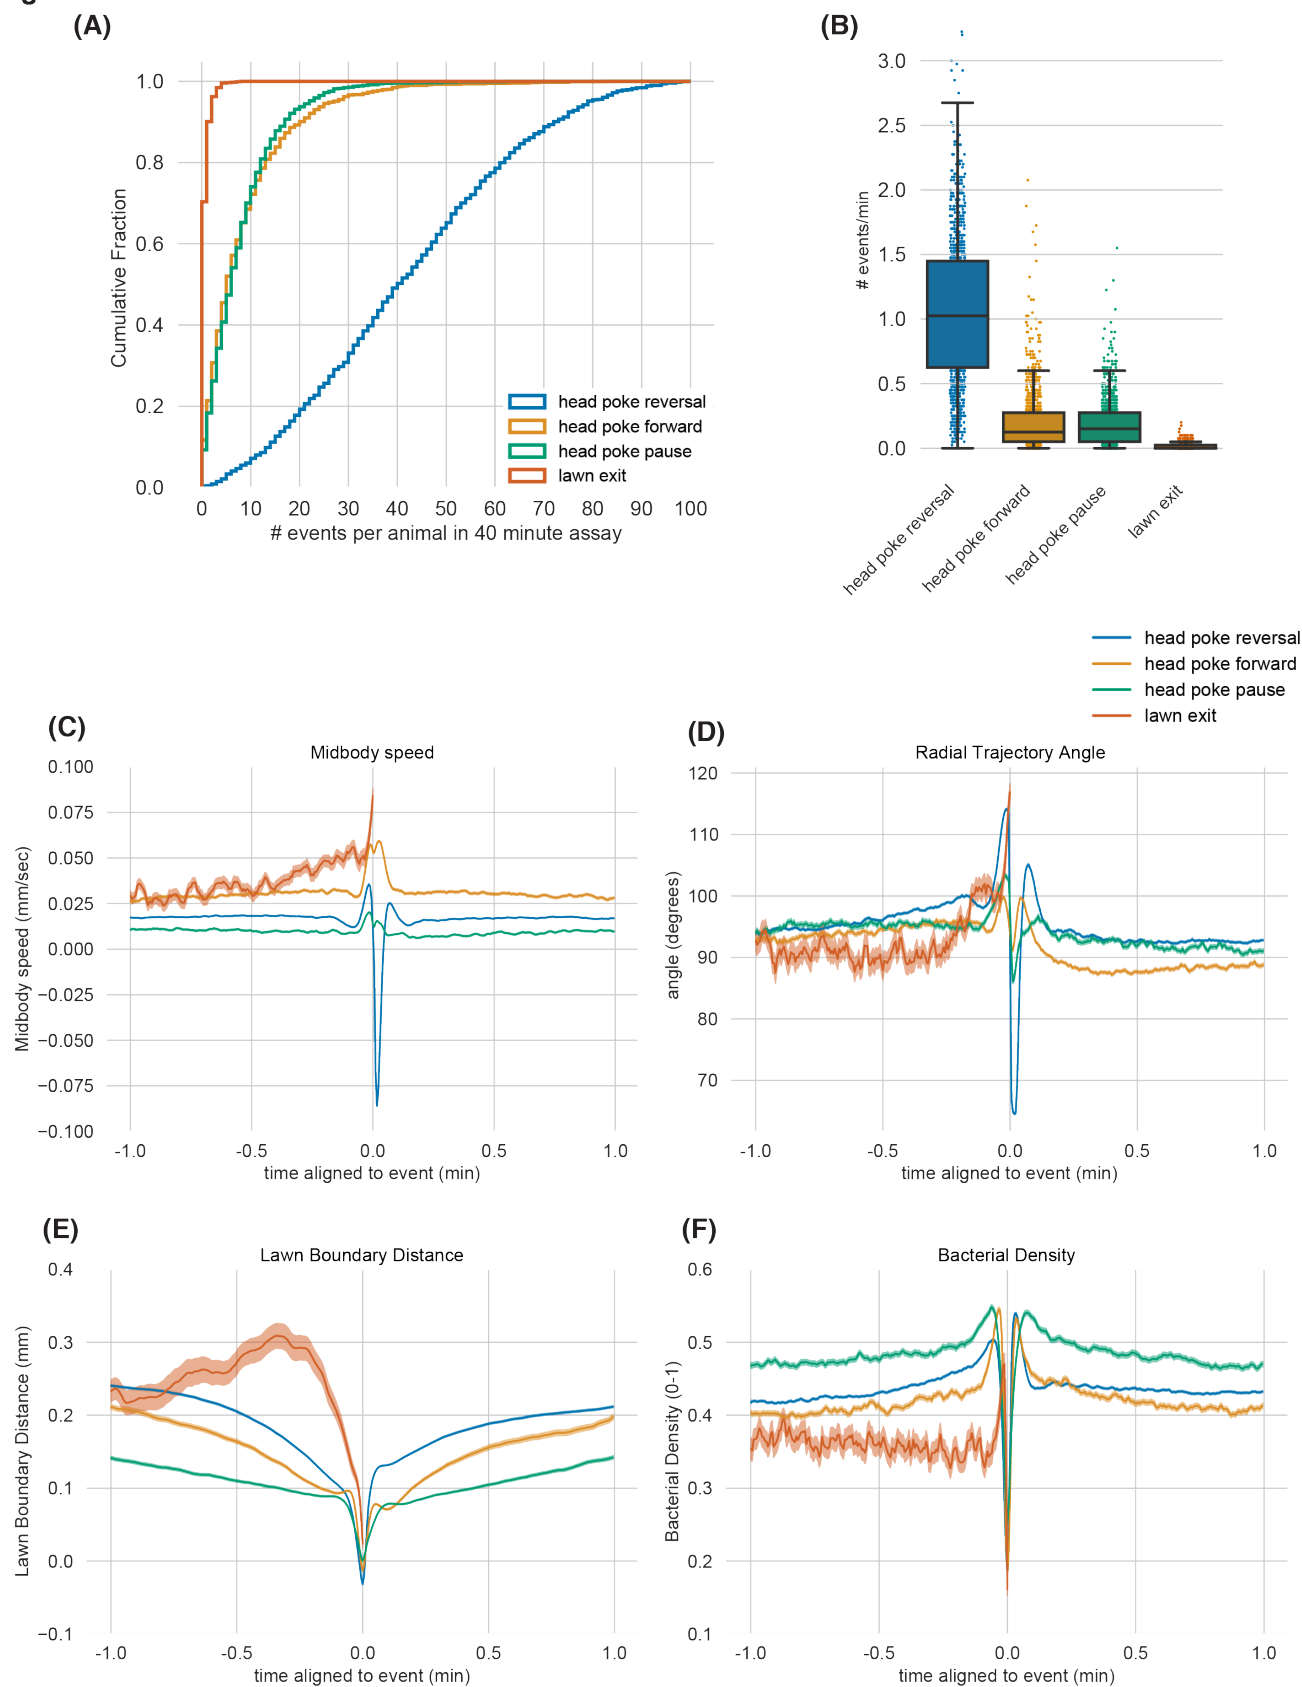 (A)
1.0
0.8
0.6
0.4
0.2
0.0
Cumulative Fraction
head poke reversal
head poke forward
head poke pause
lawn exit
0 10 20 30 40 50 60 70 80 90 100
# events per animal in 40 minute assay
(B)
3.0
2.5
2.0
1.5
1.0
0.5
0.0
# events/min
head poke reversal
head poke forward
head poke pause
lawn exit
head poke reversal
head poke forward
head poke pause
lawn exit
(C)
Midbody speed
0.100
0.075
0.050
0.025
0.000
−0.025
−0.050
−0.075
−0.100
Midbody speed (mm/sec)
-1.0 -0.5 0.0 0.5 1.0
time aligned to event (min)
(D)
Radial Trajectory Angle
120
110
100
90
80
70
angle (degrees)
-1.0 -0.5 0.0 0.5 1.0
time aligned to event (min)
(E)
Lawn Boundary Distance
0.4
0.3
0.2
0.1
0.0
−0.1
Lawn Boundary Distance (mm)
-1.0 -0.5 0.0 0.5 1.0
time aligned to event (min)
(F)
Bacterial Density
0.6
0.5
0.4
0.3
0.2
0.1
Bacterial Density (0-1)
-1.0 -0.5 0.0 0.5 1.0
time aligned to event (min)